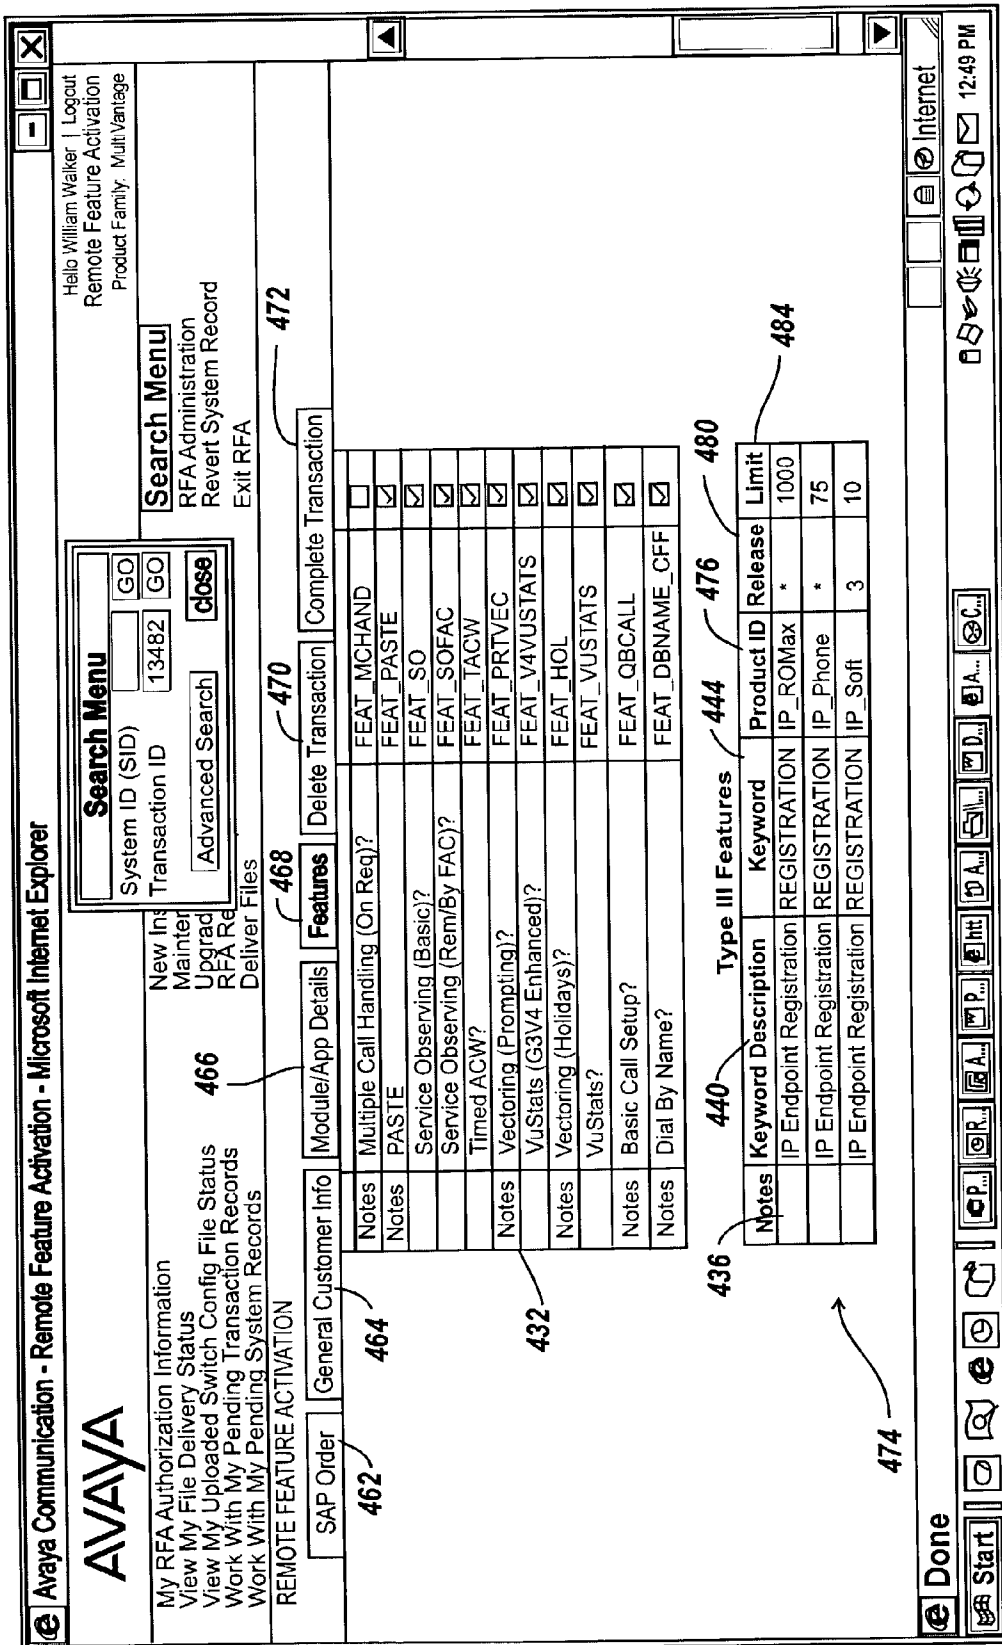 Avaya Communication - Remote Feature Activation - Microsoft Internet Explorer
AVAYA
Hello William Walker | Logout
Remote Feature Activation
Product Family: MultiVantage
Search Menu
System ID (SID) GO
Transaction ID 13482 GO
Advanced Search close
My RFA Authorization Information
View My File Delivery Status
View My Uploaded Switch Config File Status
Work With My Pending Transaction Records
Work With My Pending System Records
New Ins
Mainter
Upgrad
RFA Re
Deliver Files
Search Menu
RFA Administration
Revert System Record
Exit RFA
REMOTE FEATURE ACTIVATION
466 468 470 472
SAP Order General Customer Info Module/App Details Features Delete Transaction Complete Transaction
462 464
Notes Multiple Call Handling (On Req)? FEAT_MCHAND
Notes PASTE FEAT_PASTE
Service Observing (Basic)? FEAT_SO
Service Observing (Rem/By FAC)? FEAT_SOFAC
Timed ACW? FEAT_TACW
Notes Vectoring (Prompting)? FEAT_PRTVEC
VuStats (G3V4 Enhanced)? FEAT_V4VUSTATS
Notes Vectoring (Holidays)? FEAT_HOL
VuStats? FEAT_VUSTATS
Notes Basic Call Setup? FEAT_QBCALL
Notes Dial By Name? FEAT_DBNAME_CFF
432
436 440 444 476 480 484
Type III Features
Notes Keyword Description Keyword Product ID Release Limit
IP Endpoint Registration REGISTRATION IP_ROMax * 1000
IP Endpoint Registration REGISTRATION IP_Phone * 75
IP Endpoint Registration REGISTRATION IP_Soft 3 10
474
Done Internet
Start P... R... A... P... htt D A... D... A... C... 12:49 PM